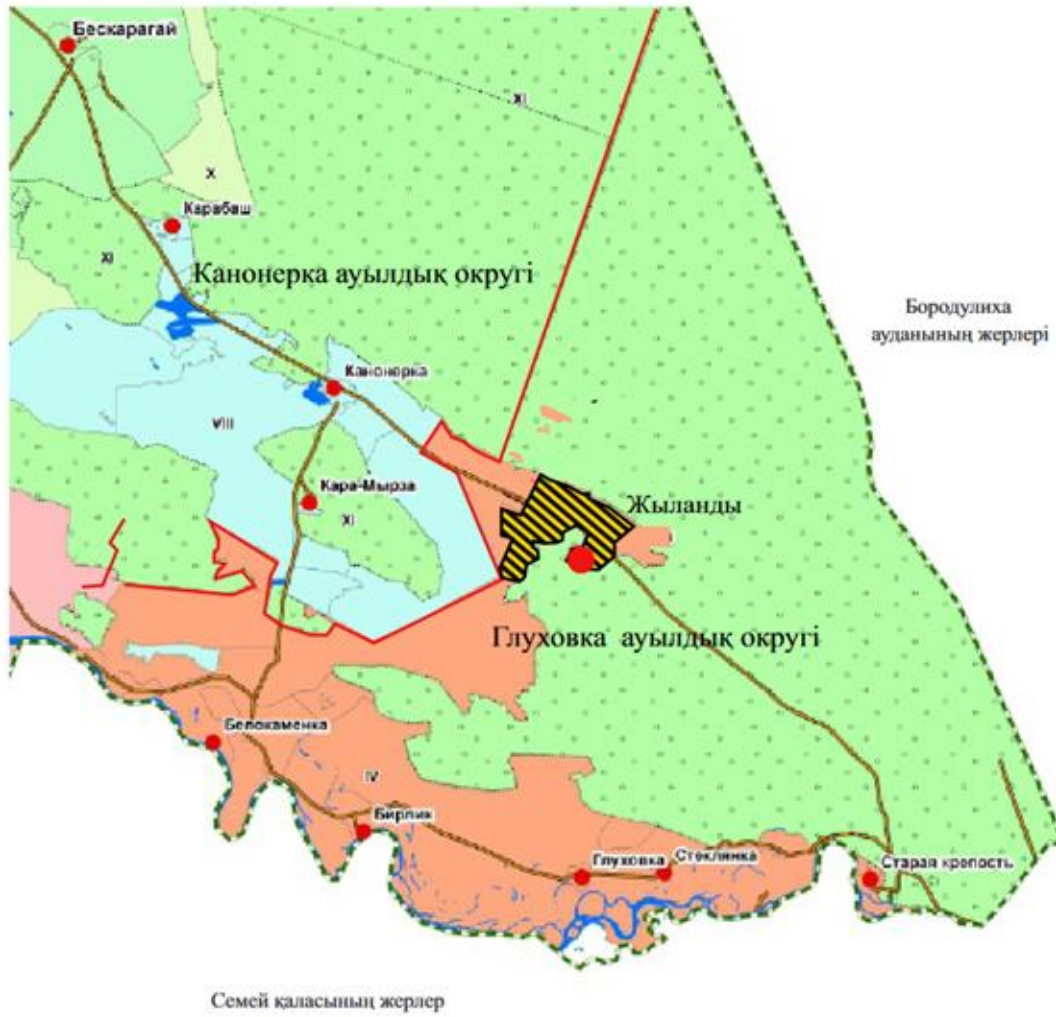 Бескарагай
XI
X
Карабаш
XI
Канонерка ауылдық округі
Бородулиха
ауданының жерлері
Канонерка
VIII
Кара-Мырза
Жыланды
XI
Глуховка ауылдық округі
Белокаменка
IV
Бирлик
Глуховка
Стеклянка
Старая крепость
Семей қаласының жерлер